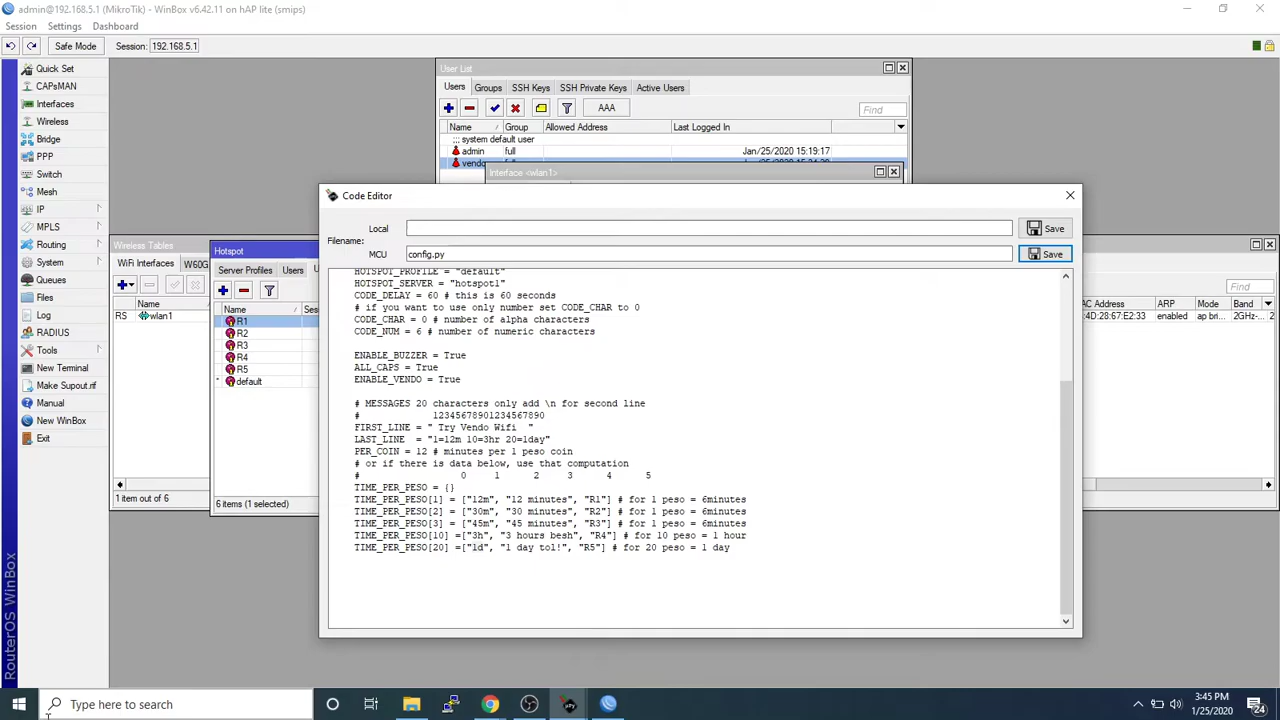 admin@192.168.5.1 (MikroTik) - WinBox v6.42.11 on hAP lite (smips)
Session Settings Dashboard
Safe Mode Session: 192.168.5.1
Quick Set
CAPsMAN
Interfaces
Wireless
Bridge
PPP
Switch
Mesh
IP
MPLS
Routing
System
Queues
Files
Log
RADIUS
Tools
New Terminal
Make Supout.rif
Manual
New WinBox
Exit
RouterOS WinBox
User List
Users Groups SSH Keys SSH Private Keys Active Users
AAA Find
Name Group Allowed Address Last Logged In
;;; system default user
admin full Jan/25/2020 15:19:17
vendo
Interface <wlan1>
Wireless Tables
WiFi Interfaces W60G
Name
RS wlan1
1 item out of 6
Hotspot
Server Profiles Users
Name Sess
R1
R2
R3
R4
R5
* default
6 items (1 selected)
Find
AC Address ARP Mode Band
:4D:28:67:E2:33 enabled ap bri... 2GHz-...
Code Editor
Local Save
Filename:
MCU config.py Save
HOTSPOT_PROFILE = "default"
HOTSPOT_SERVER = "hotspot1"
CODE_DELAY = 60 # this is 60 seconds
# if you want to use only number set CODE_CHAR to 0
CODE_CHAR = 0 # number of alpha characters
CODE_NUM = 6 # number of numeric characters
ENABLE_BUZZER = True
ALL_CAPS = True
ENABLE_VENDO = True
# MESSAGES 20 characters only add \n for second line
# 12345678901234567890
FIRST_LINE = " Try Vendo Wifi  "
LAST_LINE = "1=12m 10=3hr 20=1day"
PER_COIN = 12 # minutes per 1 peso coin
# or if there is data below, use that computation
# 0 1 2 3 4 5
TIME_PER_PESO = {}
TIME_PER_PESO[1] = ["12m", "12 minutes", "R1"] # for 1 peso = 6minutes
TIME_PER_PESO[2] = ["30m", "30 minutes", "R2"] # for 1 peso = 6minutes
TIME_PER_PESO[3] = ["45m", "45 minutes", "R3"] # for 1 peso = 6minutes
TIME_PER_PESO[10] =["3h", "3 hours besh", "R4"] # for 10 peso = 1 hour
TIME_PER_PESO[20] =["1d", "1 day tol!", "R5"] # for 20 peso = 1 day
Type here to search
3:45 PM
1/25/2020
24